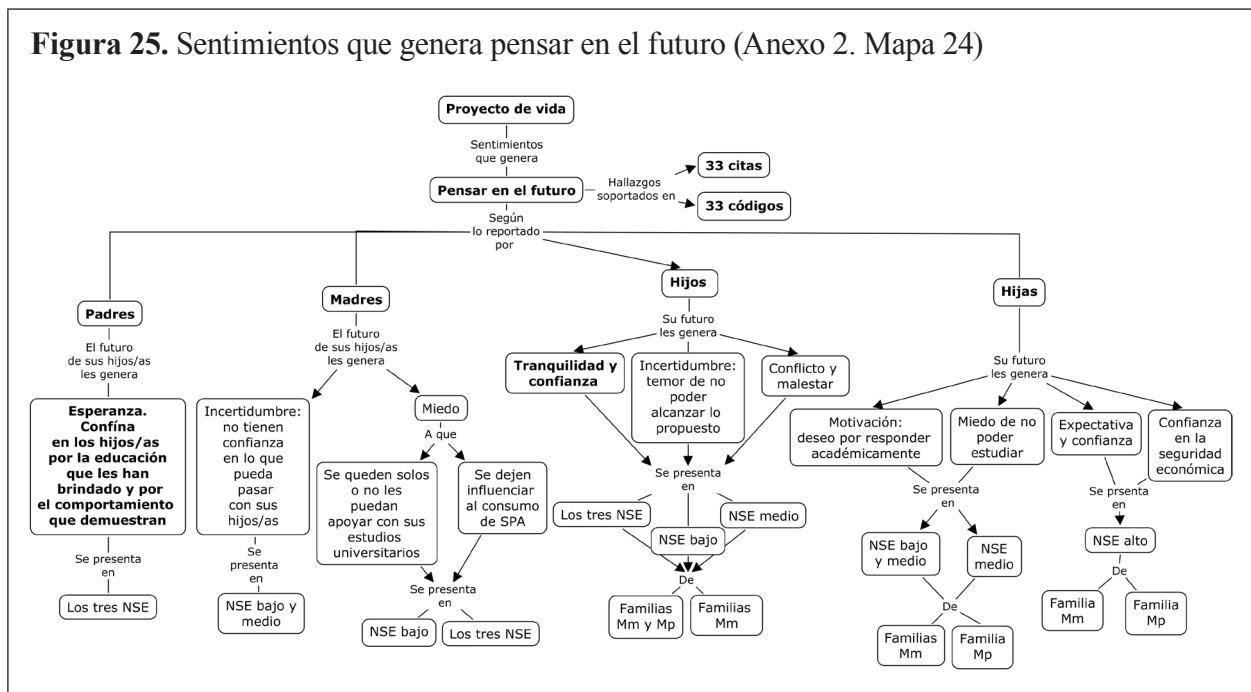 Figura 25. Sentimientos que genera pensar en el futuro (Anexo 2. Mapa 24)
Proyecto de vida
Sentimientos
que genera
Pensar en el futuro
Hallazgos
soportados en
33 citas
33 códigos
Según
lo reportado
por
Padres
El futuro
de sus hijos/as
les genera
Esperanza.
Confína
en los hijos/as
por la educación
que les han
brindado y por
el comportamiento
que demuestran
Se presenta
en
Los tres NSE
Madres
El futuro
de sus hijos/as
les genera
Incertidumbre:
no tienen
confianza
en lo que
pueda
pasar
con sus
hijos/as
Se
presenta
en
NSE bajo y
medio
Miedo
A que
Se queden solos
o no les
puedan
apoyar con sus
estudios
universitarios
Se dejen
influenciar
al consumo
de SPA
Se presenta
en
NSE bajo
Los tres NSE
Hijos
Su futuro
les genera
Tranquilidad y
confianza
Incertidumbre:
temor de no
poder
alcanzar lo
propuesto
Conflicto y
malestar
Se presenta
en
Los tres NSE
NSE bajo
NSE medio
De
Familias
Mm y Mp
Familias
Mm
Hijas
Su futuro
les genera
Motivación:
deseo por responder
académicamente
Miedo de no
poder
estudiar
Se presenta
en
NSE bajo
y medio
NSE
medio
De
Familias
Mm
Familia
Mp
Expectativa
y confianza
Confianza
en la
seguridad
económica
Se prsenta
en
NSE alto
De
Familia
Mm
Familia
Mp